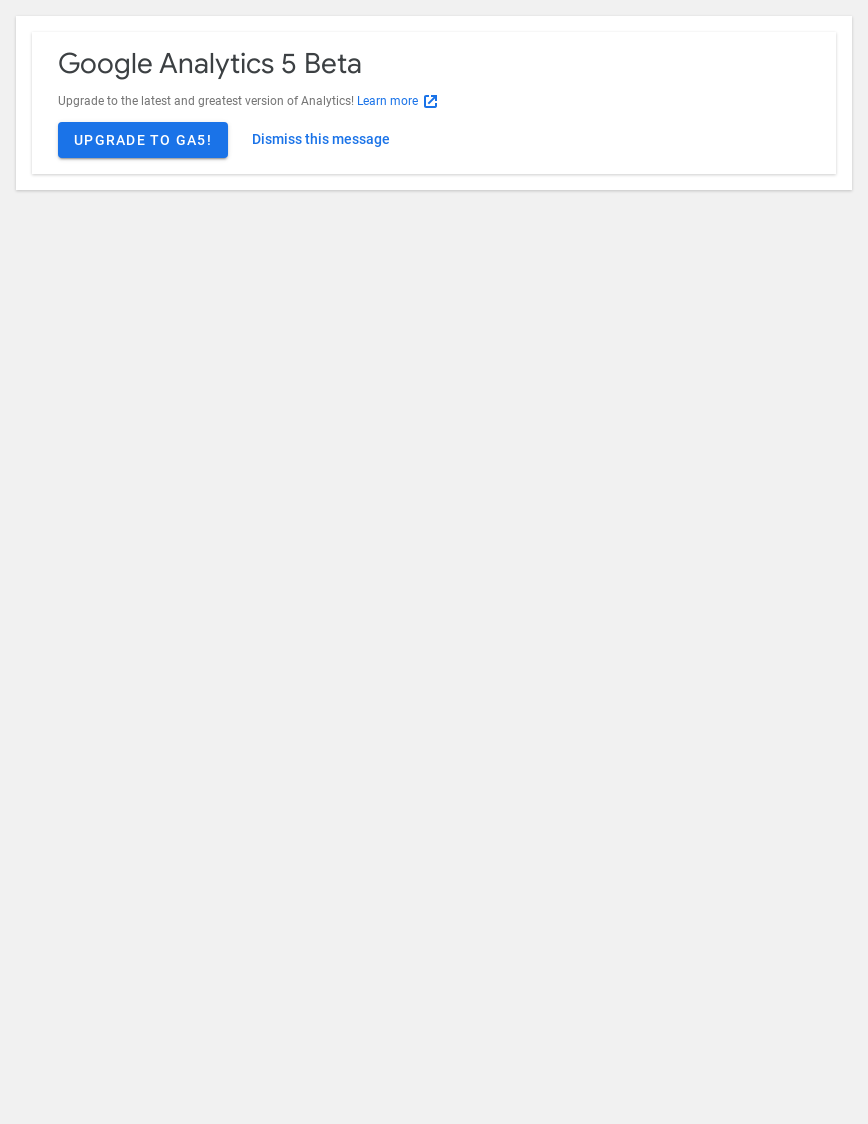 Google Analytics 5 Beta
Upgrade to the latest and greatest version of Analytics! Learn more
UPGRADE TO GA5!
Dismiss this message